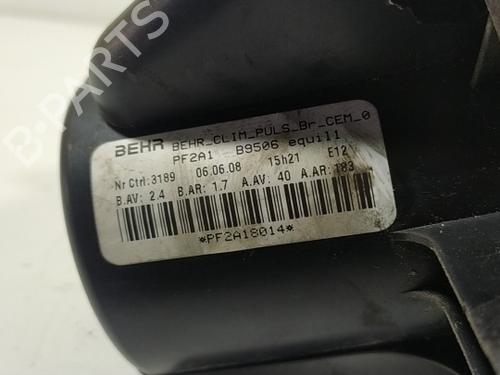 B-PARTS
BEHR BEHR_CLIM_PULS_Br_CEM_0
PF2A1 -B9506 equil1
Nr Ctrl:3189 06.06.08 15h21 E12
B.AV: 2.4 B.AR: 1.7 A.AV: 40 A.AR: 183
*PF2A18014*